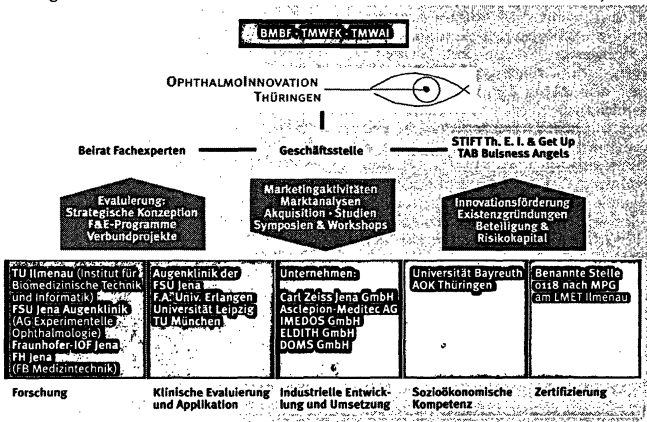 BMBF · TMWFK · TMWAI
OPHTHALMOINNOVATION
THÜRINGEN
Beirat Fachexperten
Geschäftsstelle
STIFT Th. E. I. & Get Up
TAB Buisness Angels
Evaluierung:
Strategische Konzeption
F&E-Programme
Verbundprojekte
Marketingaktivitäten
Marktanalysen
Akquisition · Studien
Symposien & Workshops
Innovationsförderung
Existenzgründungen
Beteiligung &
Risikokapital
TU Ilmenau (Institut für
Biomedizinische Technik
und Informatik)
FSU Jena Augenklinik
(AG Experimentelle
Ophthalmologie)
Fraunhofer-IOF Jena
FH Jena
(FB Medizintechnik)
Augenklinik der
FSU Jena
F.A. Univ. Erlangen
Universität Leipzig
TU München
Unternehmen:
Carl Zeiss Jena GmbH
Asclepion-Meditec AG
IMEDOS GmbH
ELDITH GmbH
DOMS GmbH
Universität Bayreuth
AOK Thüringen
Benannte Stelle
0118 nach MPG
am LMET Ilmenau
Forschung
Klinische Evaluierung
und Applikation
Industrielle Entwick-
lung und Umsetzung
Sozioökonomische
Kompetenz
Zertifizierung